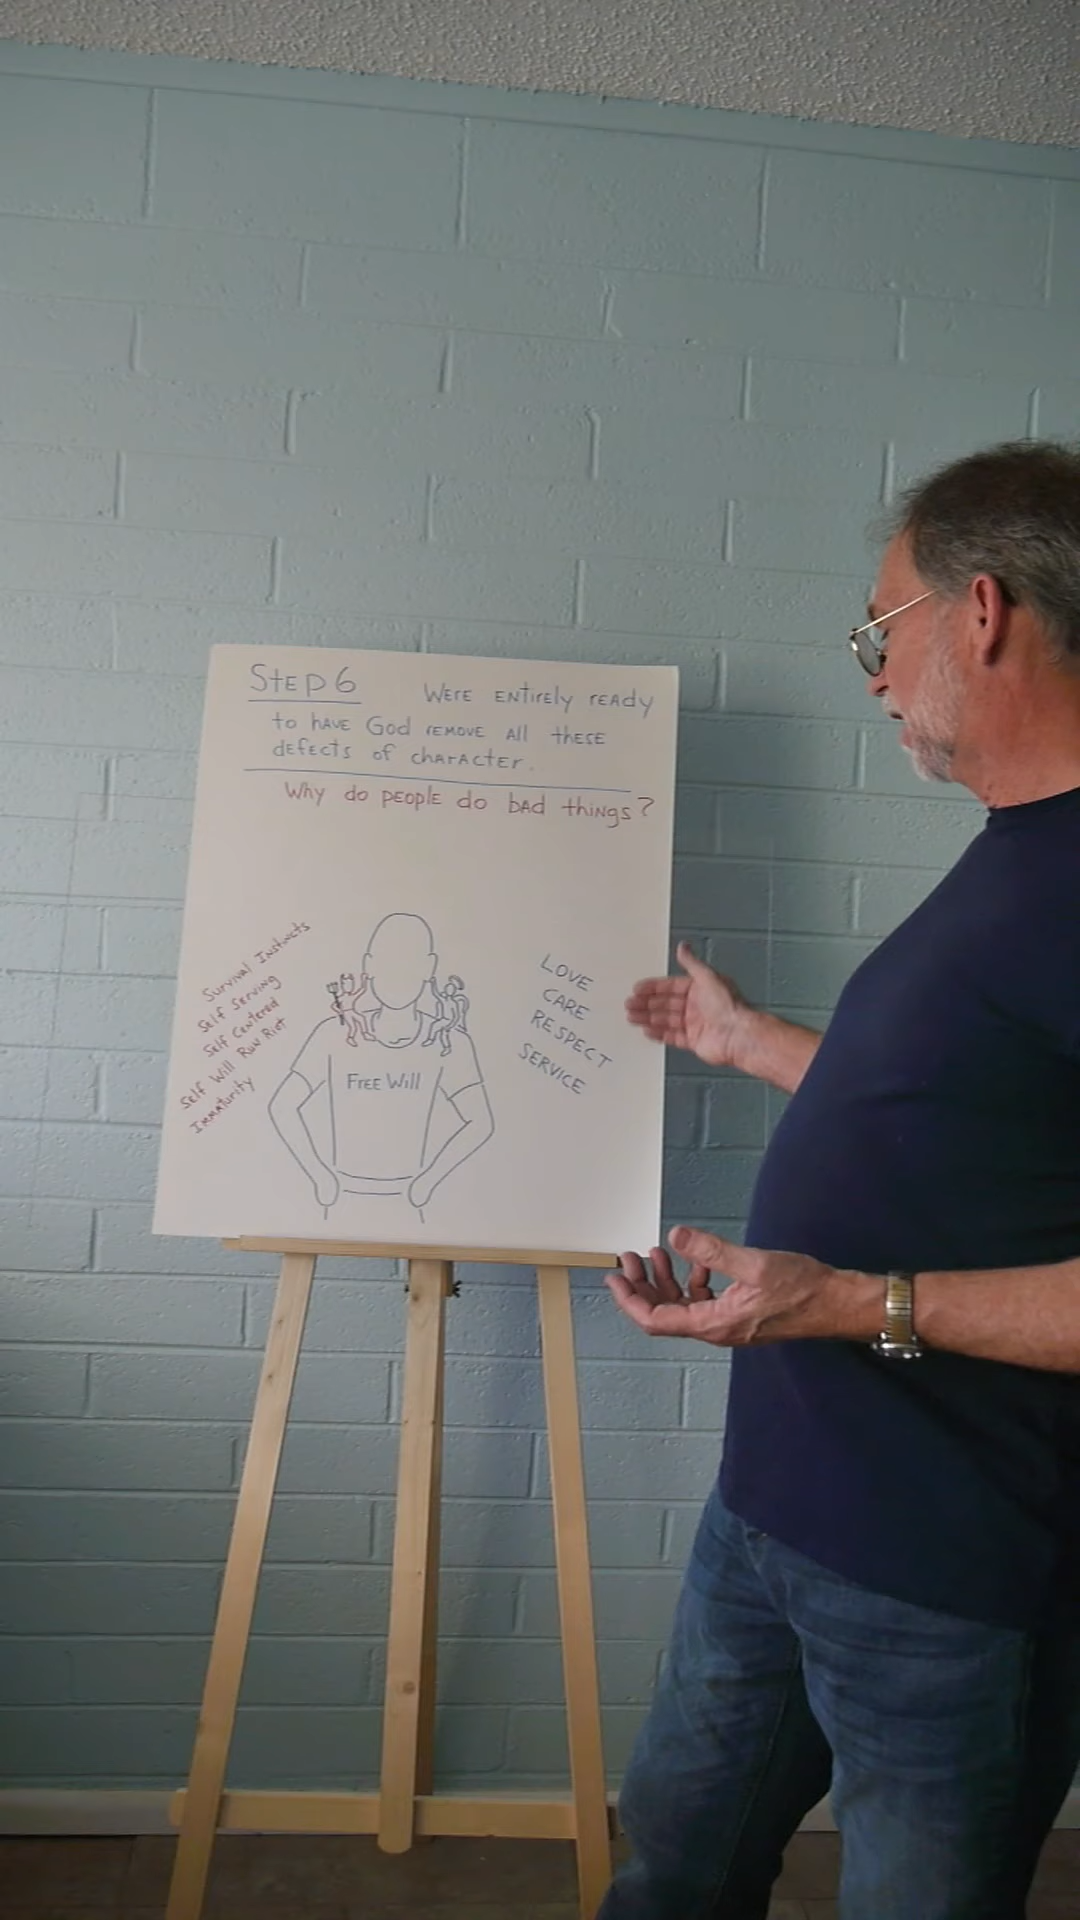 Step 6 Were entirely ready
to have God remove all these
defects of character.
Why do people do bad things?
Survival Instincts
Self Serving
Self Centered
Self Will Run Riot
Immaturity
Free Will
LOVE
CARE
RESPECT
SERVICE